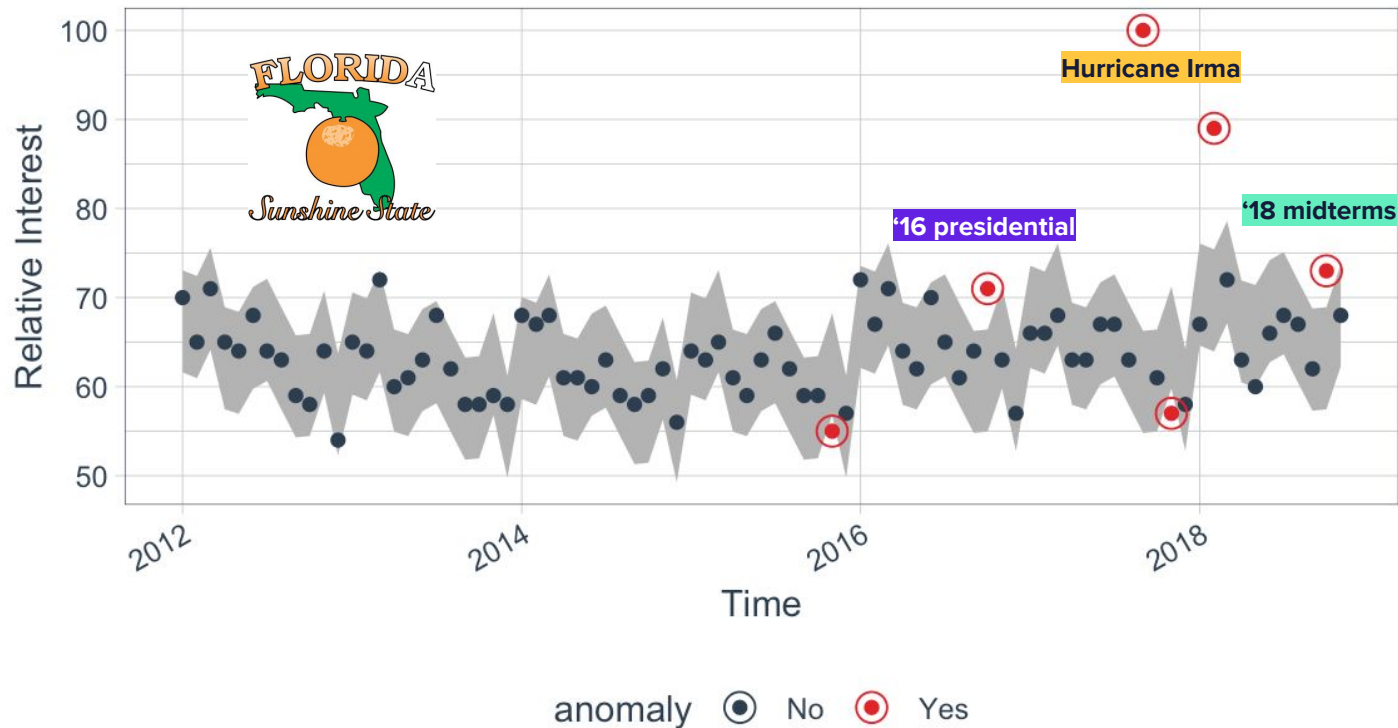 100
90
80
70
60
50
Relative Interest
FLORIDA
Sunshine State
Hurricane Irma
‘16 presidential
‘18 midterms
2012
2014
2016
2018
Time
anomaly No Yes